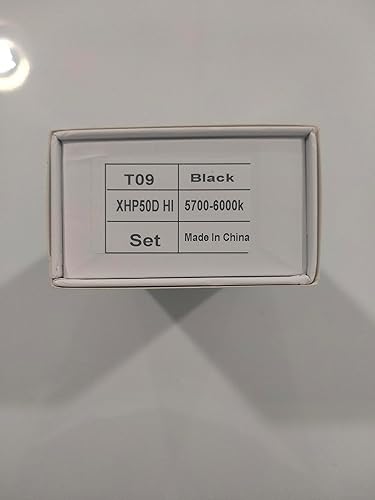 T09 Black
XHP50D HI 5700-6000k
Set Made In China